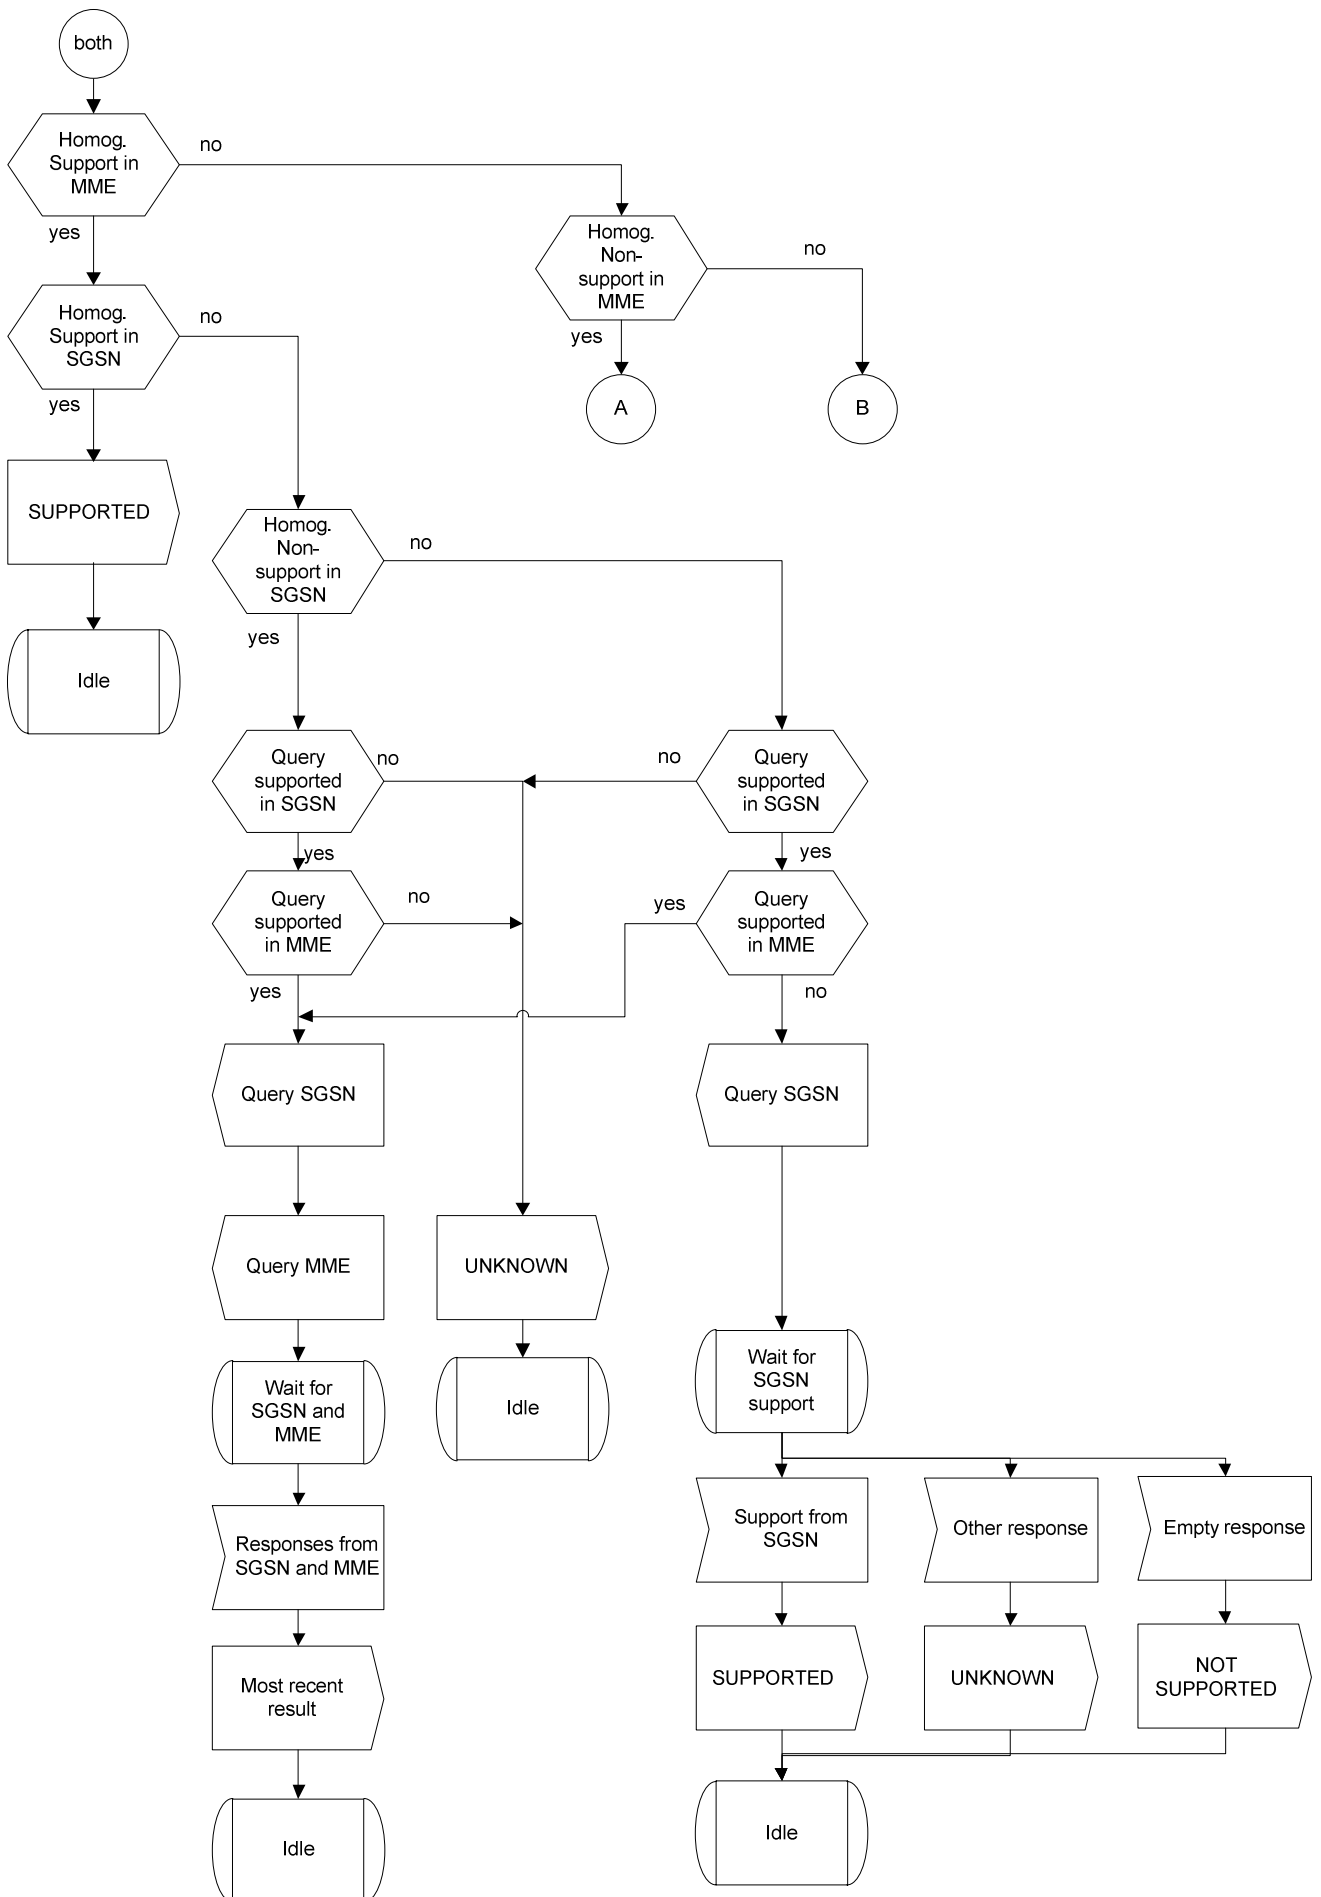 both
Homog.
Support in
MME
no
yes
Homog.
Non-
support in
MME
no
yes
Homog.
Support in
SGSN
no
yes
A
B
SUPPORTED
Homog.
Non-
support in
SGSN
no
yes
Idle
Query
supported
in SGSN
no
yes
no
Query
supported
in SGSN
yes
Query
supported
in MME
no
yes
yes
Query
supported
in MME
no
Query SGSN
Query SGSN
Query MME
UNKNOWN
Wait for
SGSN and
MME
Idle
Wait for
SGSN
support
Responses from
SGSN and MME
Support from
SGSN
Other response
Empty response
Most recent
result
SUPPORTED
UNKNOWN
NOT
SUPPORTED
Idle
Idle